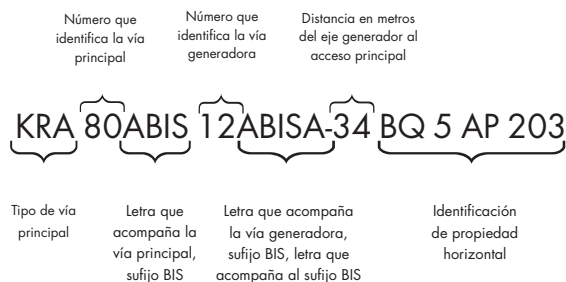 Número que
identifica la vía
principal
Número que
identifica la vía
generadora
Distancia en metros
del eje generador al
acceso principal
KRA 80ABIS 12ABISA-34 BQ 5 AP 203
Tipo de vía
principal
Letra que
acompaña la
vía principal,
sufijo BIS
Letra que acompaña
la vía generadora,
sufijo BIS, letra que
acompaña al sufijo BIS
Identificación
de propiedad
horizontal